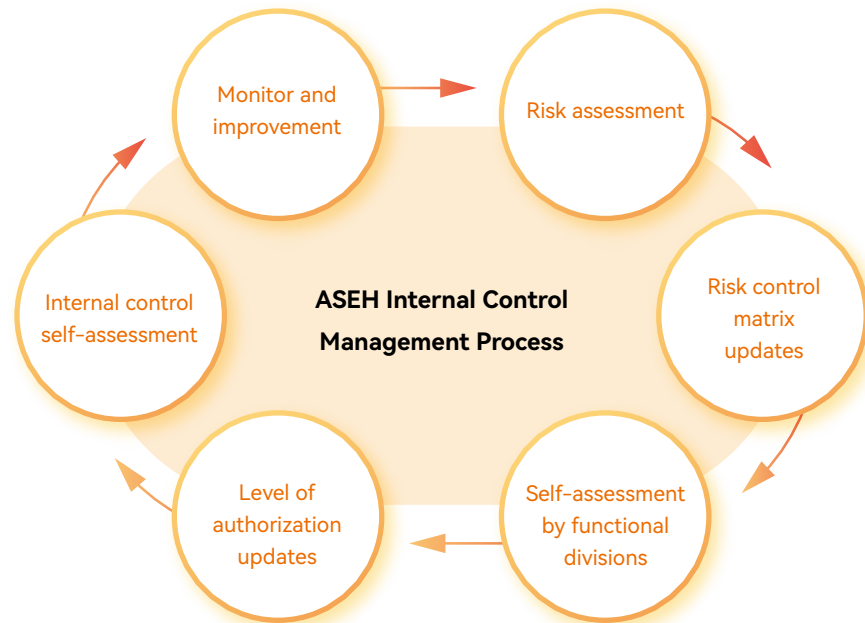 Monitor and
improvement
Risk assessment
Risk control
matrix
updates
Self-assessment
by functional
divisions
Level of
authorization
updates
Internal control
self-assessment
ASEH Internal Control
Management Process